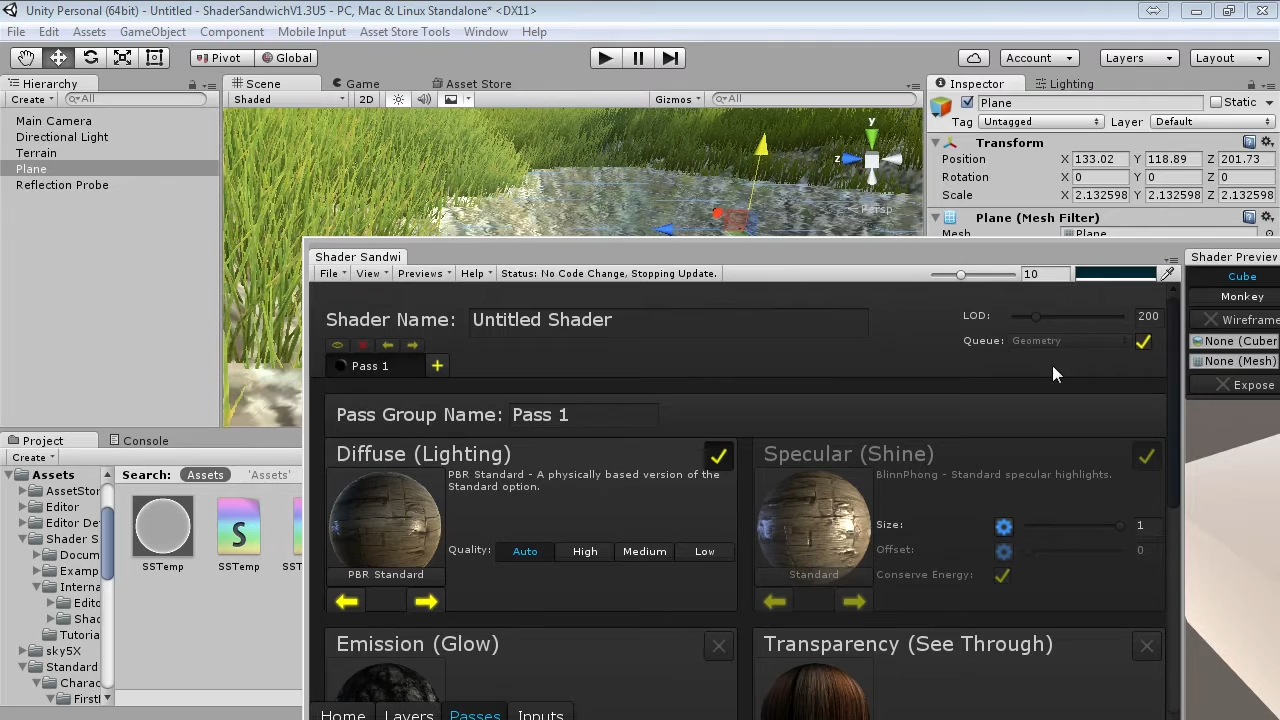 Unity Personal (64bit) - Untitled - ShaderSandwichV1.3U5 - PC, Mac & Linux Standalone* <DX11>
File Edit Assets GameObject Component Mobile Input Asset Store Tools Window Help
Pivot Global Account Layers Layout
Hierarchy Scene Game Asset Store Inspector Lighting
Create All Shaded 2D Gizmos All Plane Static
Main Camera
Directional Light
Terrain
Plane
Reflection Probe
y
z
Persp
Tag Untagged Layer Default
Transform
Position X 133.02 Y 118.89 Z 201.73
Rotation X 0 Y 0 Z 0
Scale X 2.132598 Y 2.132598 Z 2.132598
Plane (Mesh Filter)
Mesh Plane
Shader Sandwi
File View Previews Help Status: No Code Change, Stopping Update. 10
Shader Name: Untitled Shader
LOD: 200
Queue: Geometry
Pass 1 +
Pass Group Name: Pass 1
Diffuse (Lighting)
PBR Standard - A physically based version of the
Standard option.
Quality: Auto High Medium Low
PBR Standard
Specular (Shine)
BlinnPhong - Standard specular highlights.
Size: 1
Offset: 0
Conserve Energy:
Standard
Emission (Glow)
Transparency (See Through)
Home Layers Passes Inputs
Shader Preview
Cube
Monkey
Wireframe
None (Cuber
None (Mesh)
Expose
Project Console
Create
Assets
AssetStor
Editor
Editor De
Shader S
Docum
Examp
Interna
Edito
Sha
Tutoria
sky5X
Standard
Charac
First
Search: Assets 'Assets'
S
SSTemp SSTemp SST